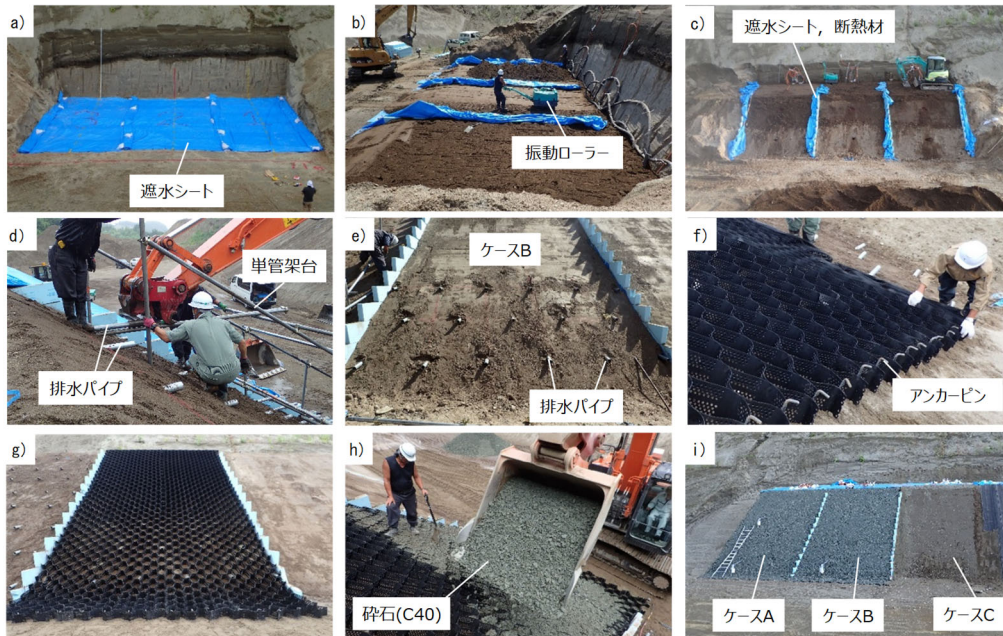 a)
遮水シート
b)
振動ローラー
c)
遮水シート, 断熱材
d)
単管架台
排水パイプ
e)
ケースB
排水パイプ
f)
アンカーピン
g)
h)
砕石(C40)
i)
ケースA
ケースB
ケースC